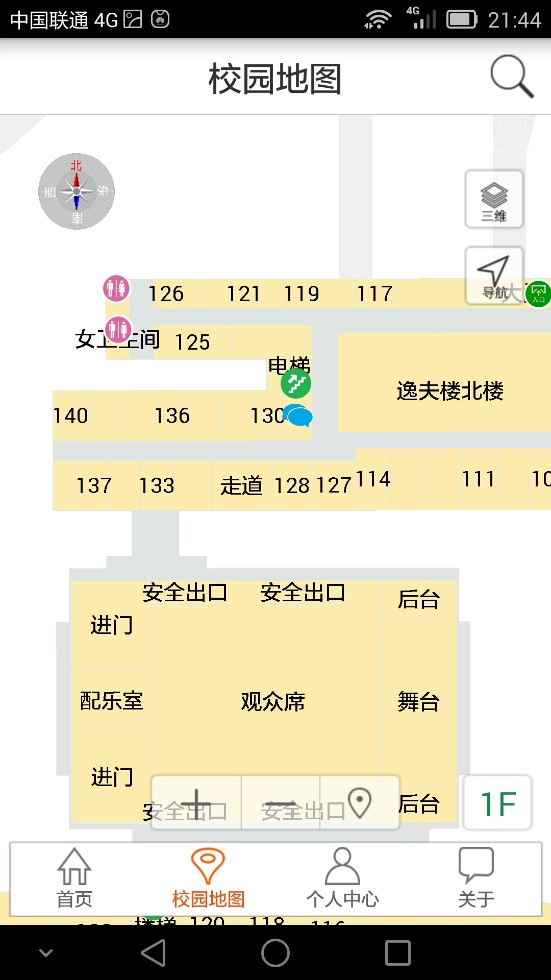 中国联通 4G 4G 21:44
校园地图
北
西 东
南
三维
导航
大
入口
126 121 119 117
女卫生间 125
电梯
逸夫楼北楼
140 136 130
137 133 走道 128 127 114 111 10
安全出口 安全出口 后台
进门
配乐室 观众席 舞台
进门
安全出口 安全出口 后台
1F
首页 校园地图 个人中心 关于
楼梯 120 118 116